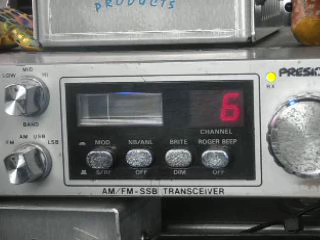 PRODUCTS
MID
LOW HI
BAND
AM USB
FM LSB
6
CHANNEL
MOD NB/ANL BRITE ROGER BEEP
S/RF OFF DIM OFF
AM/FM-SSB TRANSCEIVER
RX
PRESID